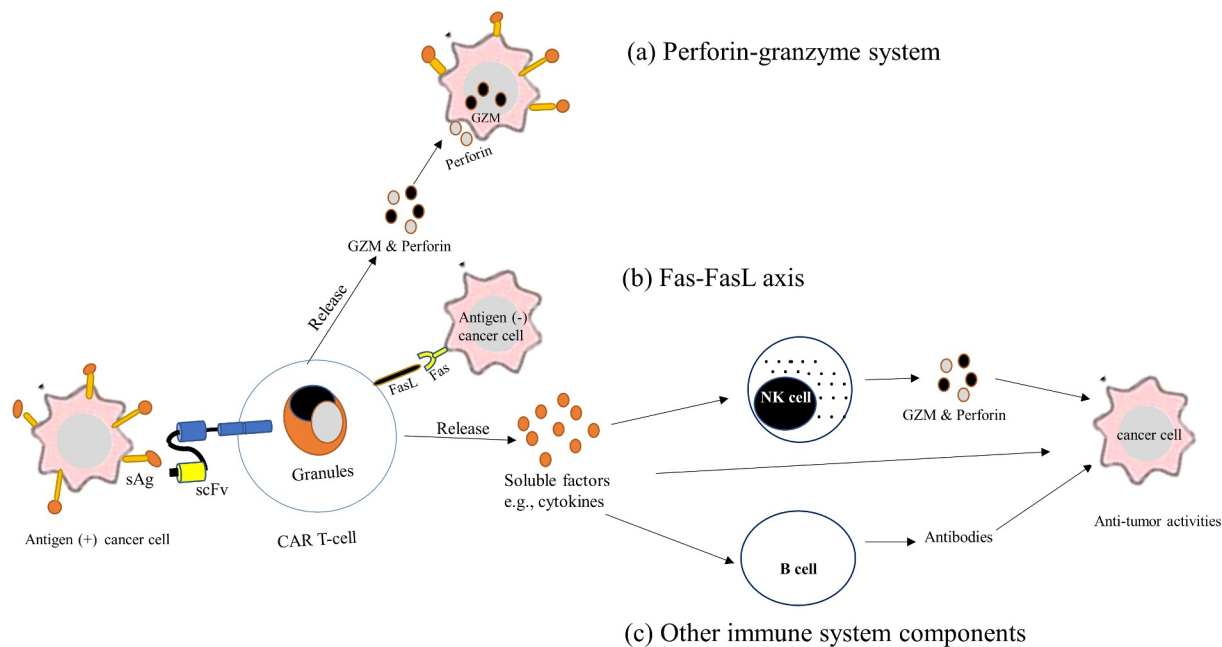 (a) Perforin-granzyme system
GZM
Perforin
GZM & Perforin
Release
(b) Fas-FasL axis
Antigen (-)
cancer cell
FasL
Fas
NK cell
GZM & Perforin
cancer cell
Anti-tumor activities
Release
Granules
Soluble factors
e.g., cytokines
sAg
scFv
Antigen (+) cancer cell
CAR T-cell
Antibodies
B cell
(c) Other immune system components